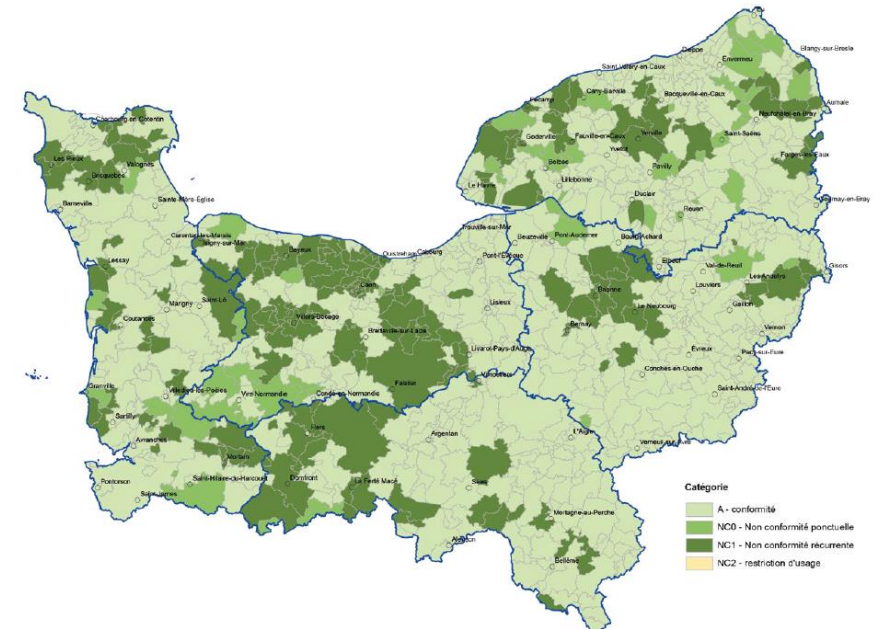 Eu
Dieppe
Blangy-sur-Bresle
Saint-Valery-en-Caux
Envermeu
Cany-Barville
Bacqueville-en-Caux
Fécamp
Aumale
Neufchâtel-en-Bray
Cherbourg-en-Cotentin
Goderville
Fauville-en-Caux
Yerville
Saint-Saëns
Les Pieux
Valognes
Yvetot
Forges-les-Eaux
Bolbec
Pavilly
Bricquebec
Le Havre
Lillebonne
Duclair
Barneville
Sainte-Mère-Église
Gournay-en-Bray
Rouen
Trouville-sur-Mer
Carentan-les-Marais
Isigny-sur-Mer
Beuzeville
Pont-Audemer
Bourg-Achard
Bayeux
Ouistreham
Cabourg
Lessay
Pont-l'Évêque
Elbeuf
Val-de-Reuil
Gisors
Caen
Les Andelys
Brionne
Louviers
Marigny
Saint-Lô
Le Neubourg
Gaillon
Lisieux
Coutances
Villers-Bocage
Bernay
Bretteville-sur-Laize
Vernon
Livarot-Pays-d'Auge
Évreux
Pacy-sur-Eure
Conches-en-Ouche
Vimoutiers
Granville
Falaise
Villedieu-les-Poêles
Vire Normandie
Condé-en-Normandie
Saint-André-de-l'Eure
Sartilly
Flers
Argentan
L'Aigle
Avranches
Verneuil-sur-Avre
Mortain
Pontorson
Saint-Hilaire-du-Harcouët
Domfront
La Ferté Macé
Sées
Saint-James
Mortagne-au-Perche
Alençon
Bellême
Catégorie
A - conformité
NC0 - Non conformité ponctuelle
NC1 - Non conformité récurrente
NC2 - restriction d'usage